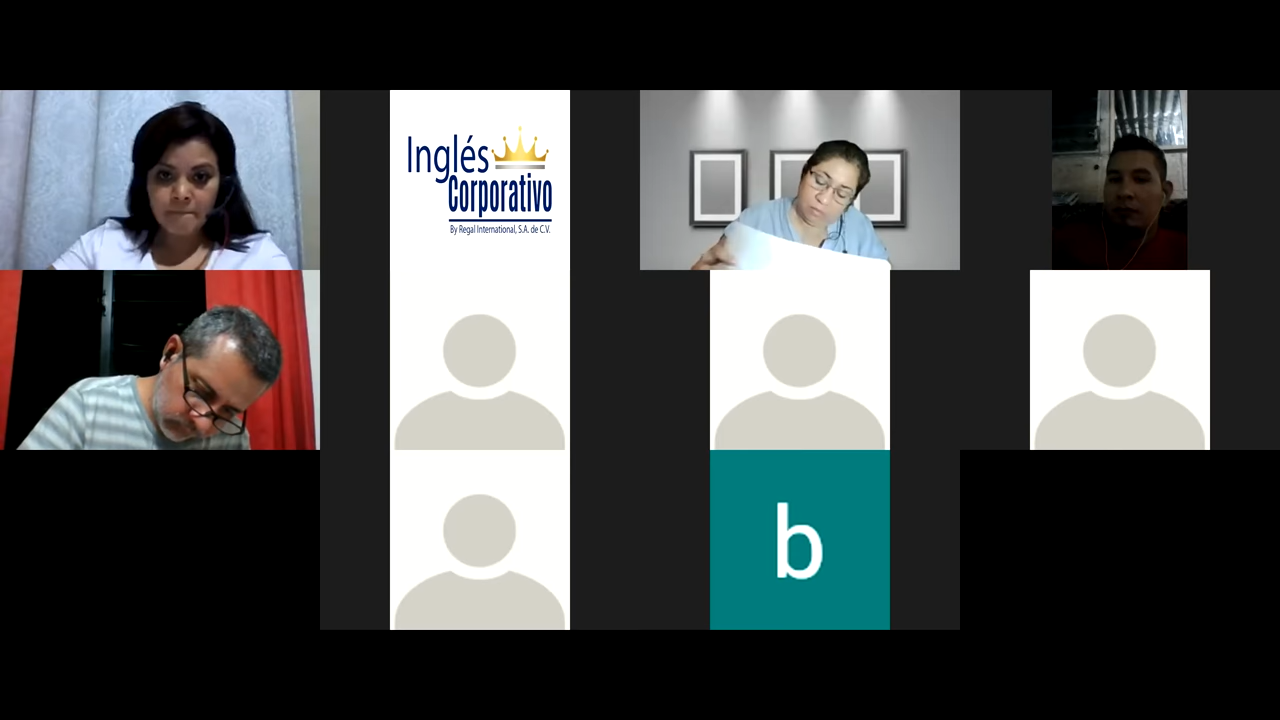 Inglés
Corporativo
By Regal International, S.A. de C.V.
b